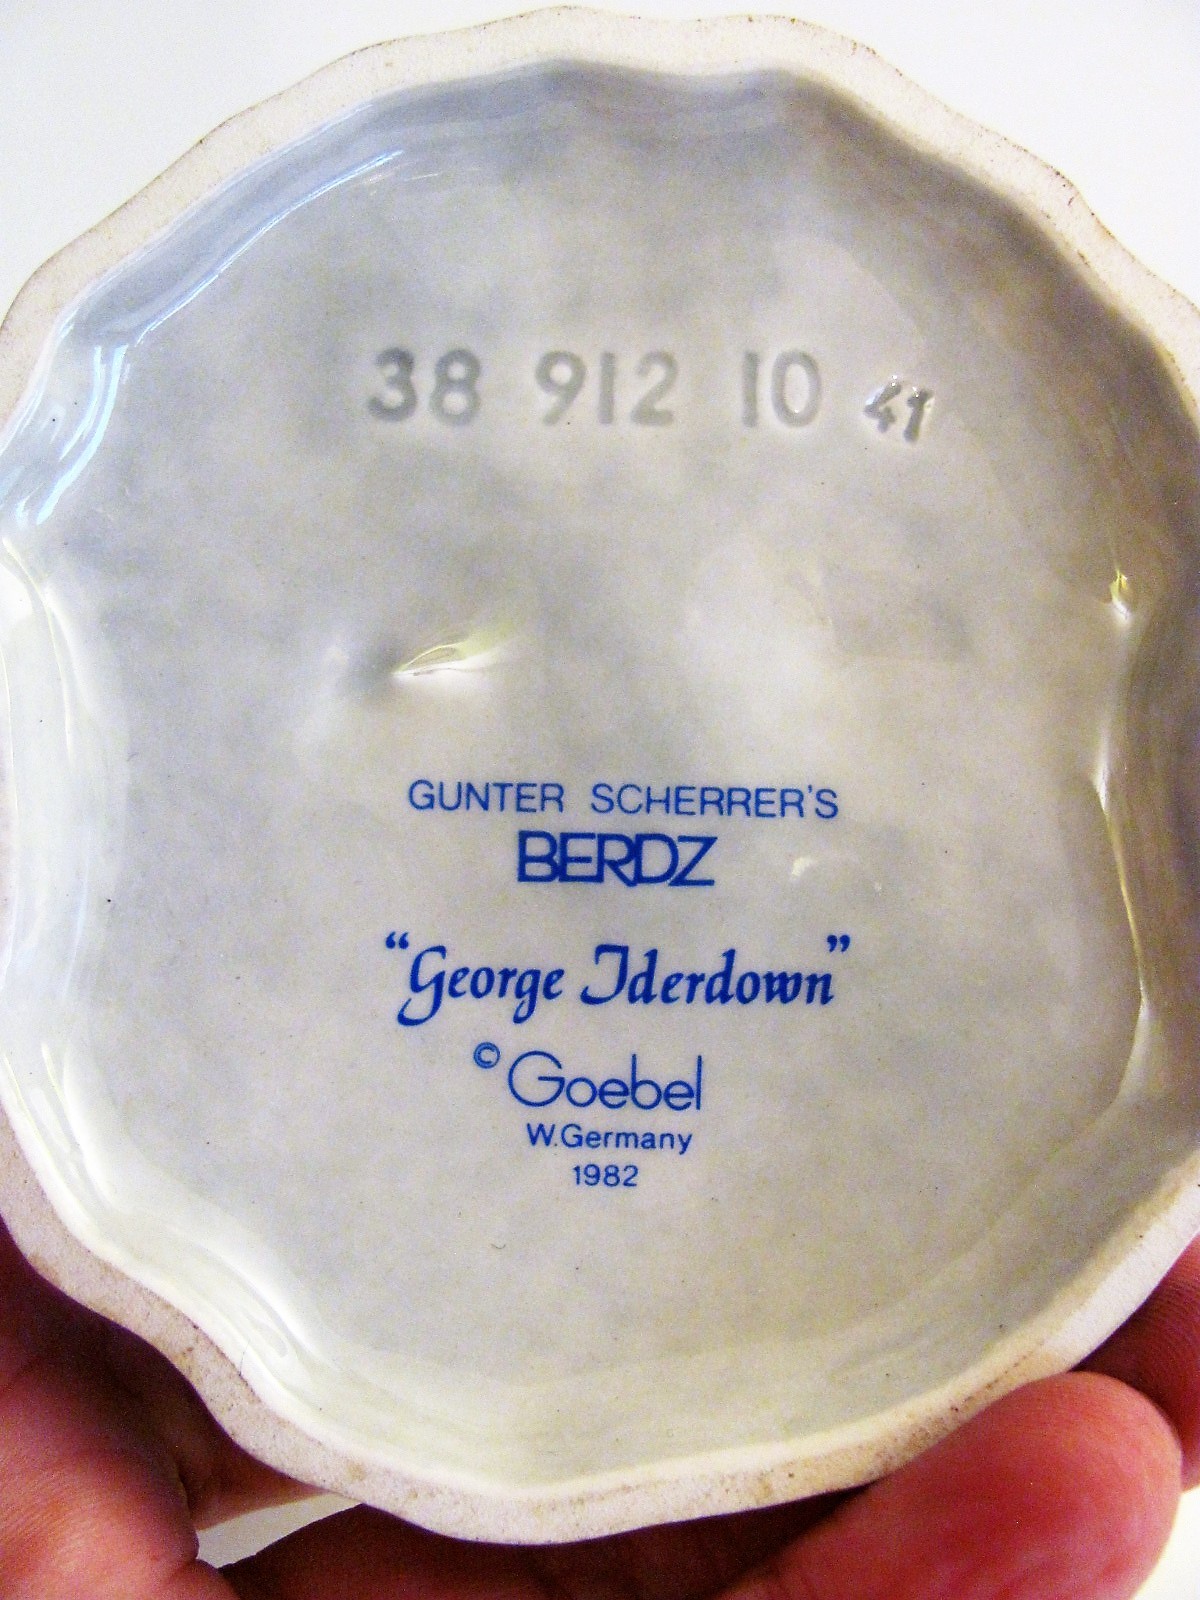 38 912 10 41
GUNTER SCHERRER'S
BERDZ
“George Iderdown”
© Goebel
W.Germany
1982